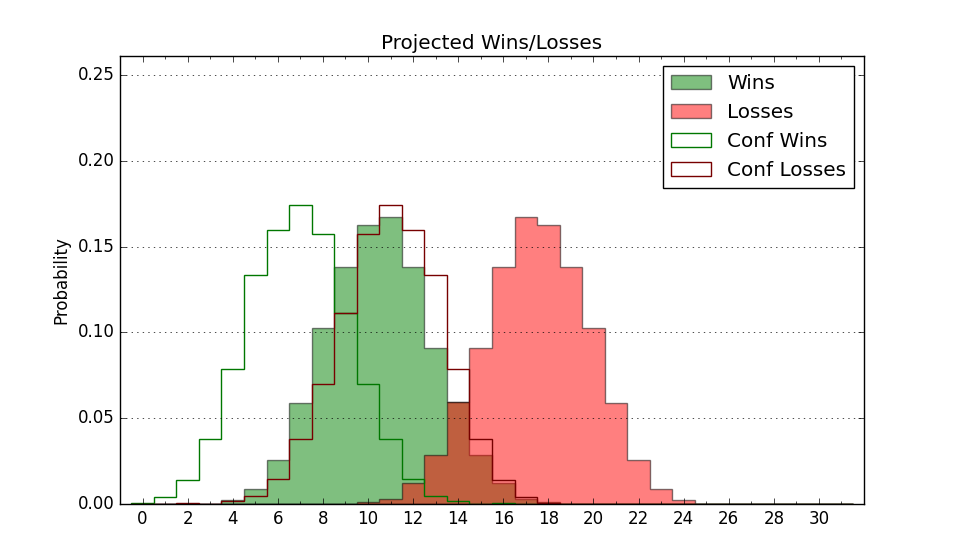 Projected Wins/Losses
Probability
0.25
0.20
0.15
0.10
0.05
0.00
0 2 4 6 8 10 12 14 16 18 20 22 24 26 28 30
Wins
Losses
Conf Wins
Conf Losses